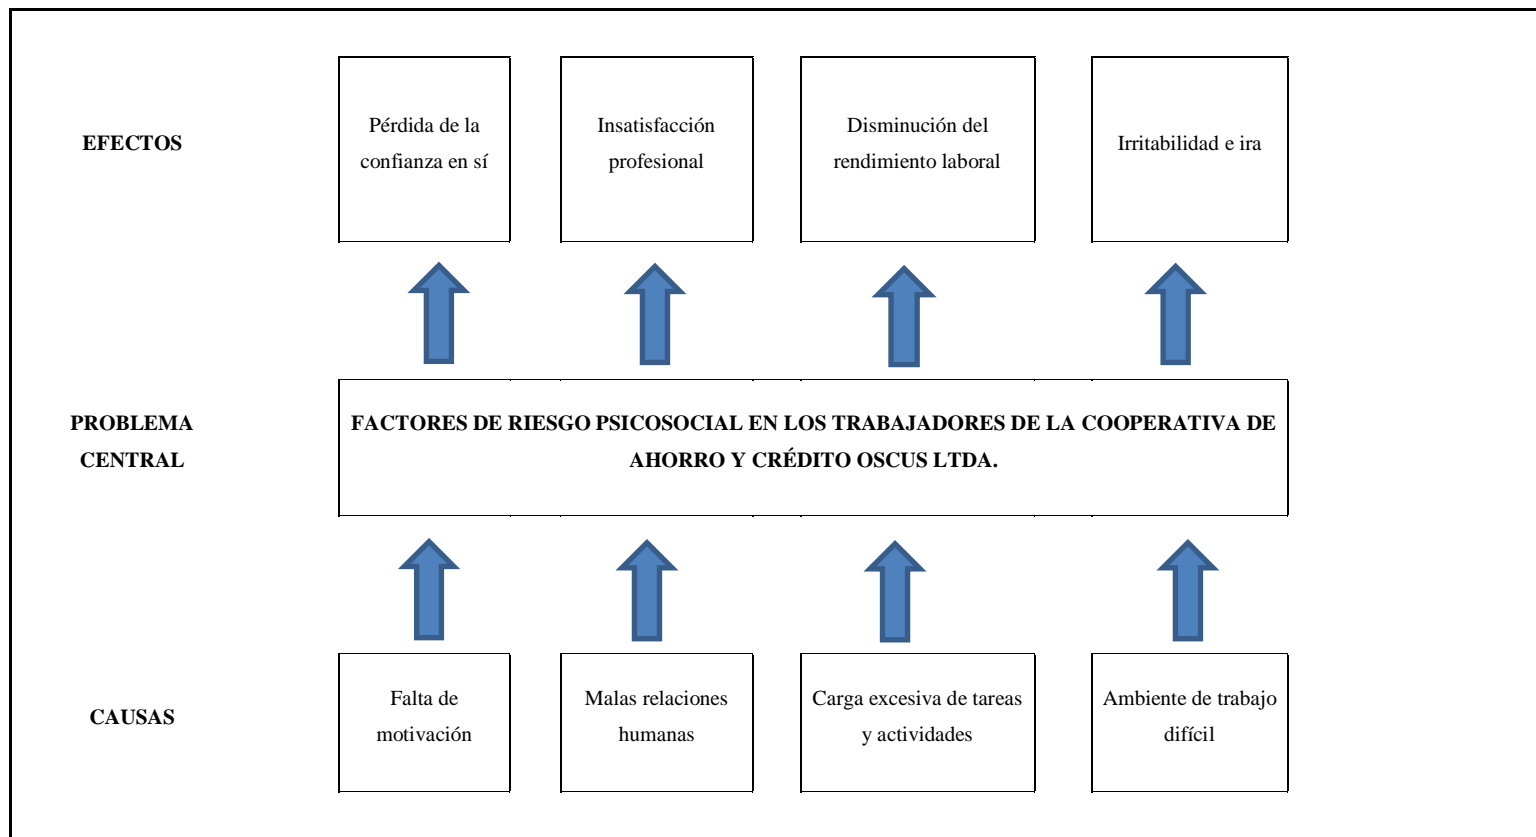 EFECTOS
Pérdida de la
confianza en sí
Insatisfacción
profesional
Disminución del
rendimiento laboral
Irritabilidad e ira
PROBLEMA
CENTRAL
FACTORES DE RIESGO PSICOSOCIAL EN LOS TRABAJADORES DE LA COOPERATIVA DE
AHORRO Y CRÉDITO OSCUS LTDA.
CAUSAS
Falta de
motivación
Malas relaciones
humanas
Carga excesiva de tareas
y actividades
Ambiente de trabajo
difícil